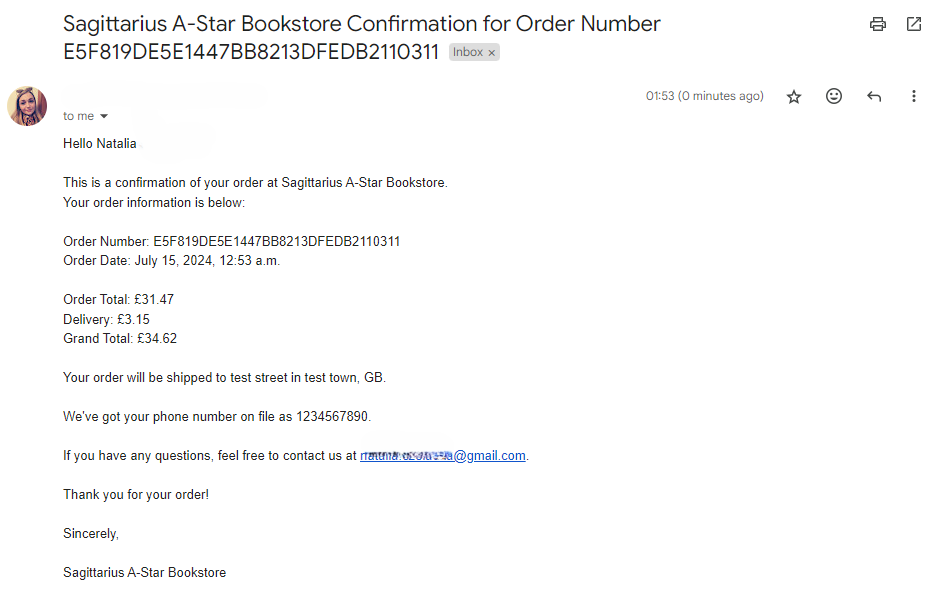 Sagittarius A-Star Bookstore Confirmation for Order Number
E5F819DE5E1447BB8213DFEDB2110311 Inbox ×
01:53 (0 minutes ago)
to me
Hello Natalia
This is a confirmation of your order at Sagittarius A-Star Bookstore.
Your order information is below:
Order Number: E5F819DE5E1447BB8213DFEDB2110311
Order Date: July 15, 2024, 12:53 a.m.
Order Total: £31.47
Delivery: £3.15
Grand Total: £34.62
Your order will be shipped to test street in test town, GB.
We've got your phone number on file as 1234567890.
If you have any questions, feel free to contact us at @gmail.com.
Thank you for your order!
Sincerely,
Sagittarius A-Star Bookstore